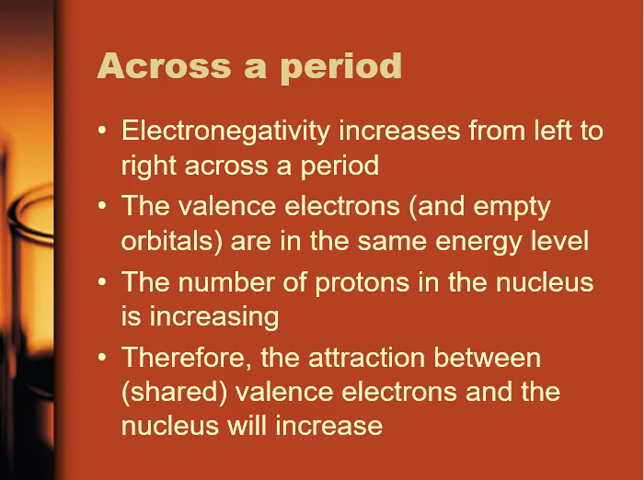 Across a period
• Electronegativity increases from left to
right across a period
• The valence electrons (and empty
orbitals) are in the same energy level
• The number of protons in the nucleus
is increasing
• Therefore, the attraction between
(shared) valence electrons and the
nucleus will increase